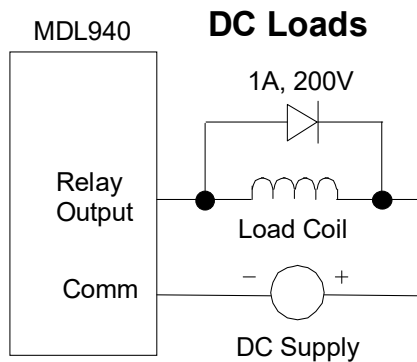 DC Loads
MDL940
1A, 200V
Relay
Output
Load Coil
Comm
− +
DC Supply